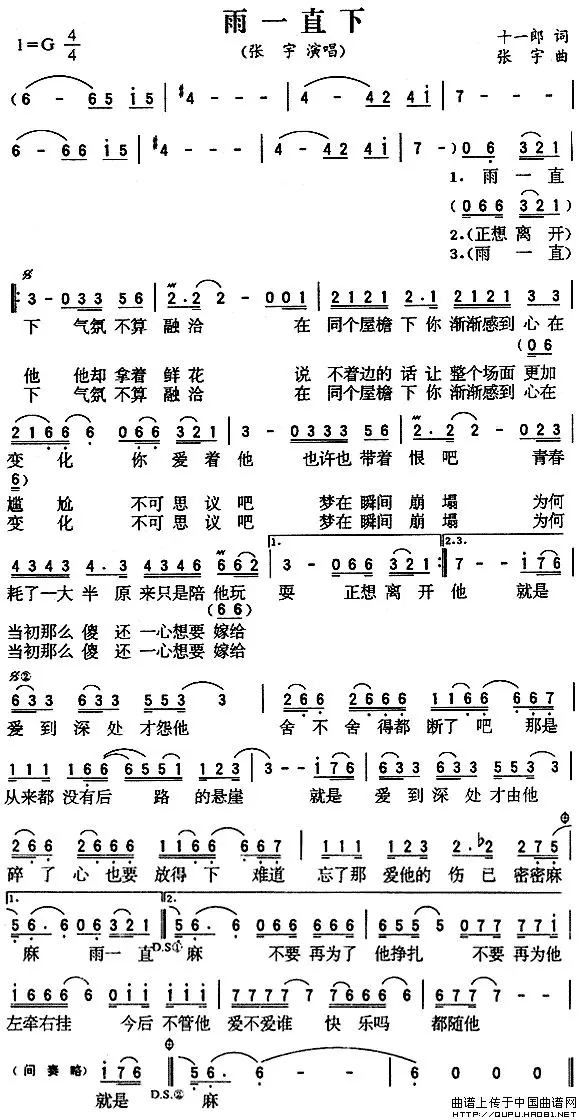 雨一直下
1=G 4/4
(张 宇 演唱)
十一郎 词
张 宇 曲
( 6 - 65 i5 | #4 - - - | 4 - 42 4i | 7 - - - |
6 - 66 i5 | #4 - - - | 4 - 42 4i | 7 - ) 06 321 |
1. 雨 一 直
(066 321)
2.(正想 离 开)
3.(雨 一 直)
3 - 033 56 | 2·2 2 - 001 | 2121 2·1 2121 323 |
下 气氛 不算 融洽 在 同个屋檐 下你 渐渐感到 心在
(06
他 他却 拿着 鲜花 说 不着边的 话让 整个场面 更加
下 气氛 不算 融洽 在 同个屋檐 下你 渐渐感到 心在
2166 6 066 321 | 3 - 0333 56 | 2·2 2 - 023 |
变 化 你 爱着 他 也许也 带着 恨吧 青春
6)
尴 尬 不可 思议吧 梦在 瞬间 崩塌 为何
变 化 不可 思议吧 梦在 瞬间 崩塌 为何
1.
2.3.
4343 4·3 4346 662 | 3 - 066 321 :| 7 - - i76 |
耗了一大 半原 来只是陪 他玩 耍 正想 离开 他 就是
(66)
当初那么 傻还 一心想要 嫁给
当初那么 傻还 一心想要 嫁给
633 633 553 3 3 | 266 2666 1166 667 |
爱到 深处 才怨他 舍不 舍得都 断了吧 那是
111 166 6551 123 | 3 - - i76 | 633 633 553 3 |
从来都 没有后 路 的悬崖 就是 爱到 深处 才由他
266 2666 1166 667 | 111 123 2·b2 275 |
碎了 心也要 放得下 难道 忘了那 爱他的 伤已 密密麻
1.
2.
56· 6 06 321 | 56· 6 066 666 | 655 5 077 77i |
麻 雨 一直 D.S① 麻 不要 再为了 他挣扎 不要 再为他
i666 6 0i iii | 7777 77 7666 6 | 677 7 - - |
左牵右挂 今后 不管他 爱不爱谁 快乐吗 都随他
(间 奏 略) i76 | 56· 6 - - | 6 0 0 0 ||
就是 D.S.② 麻
曲谱上传于中国曲谱网
HTTP://QUPU.HAO81.NET